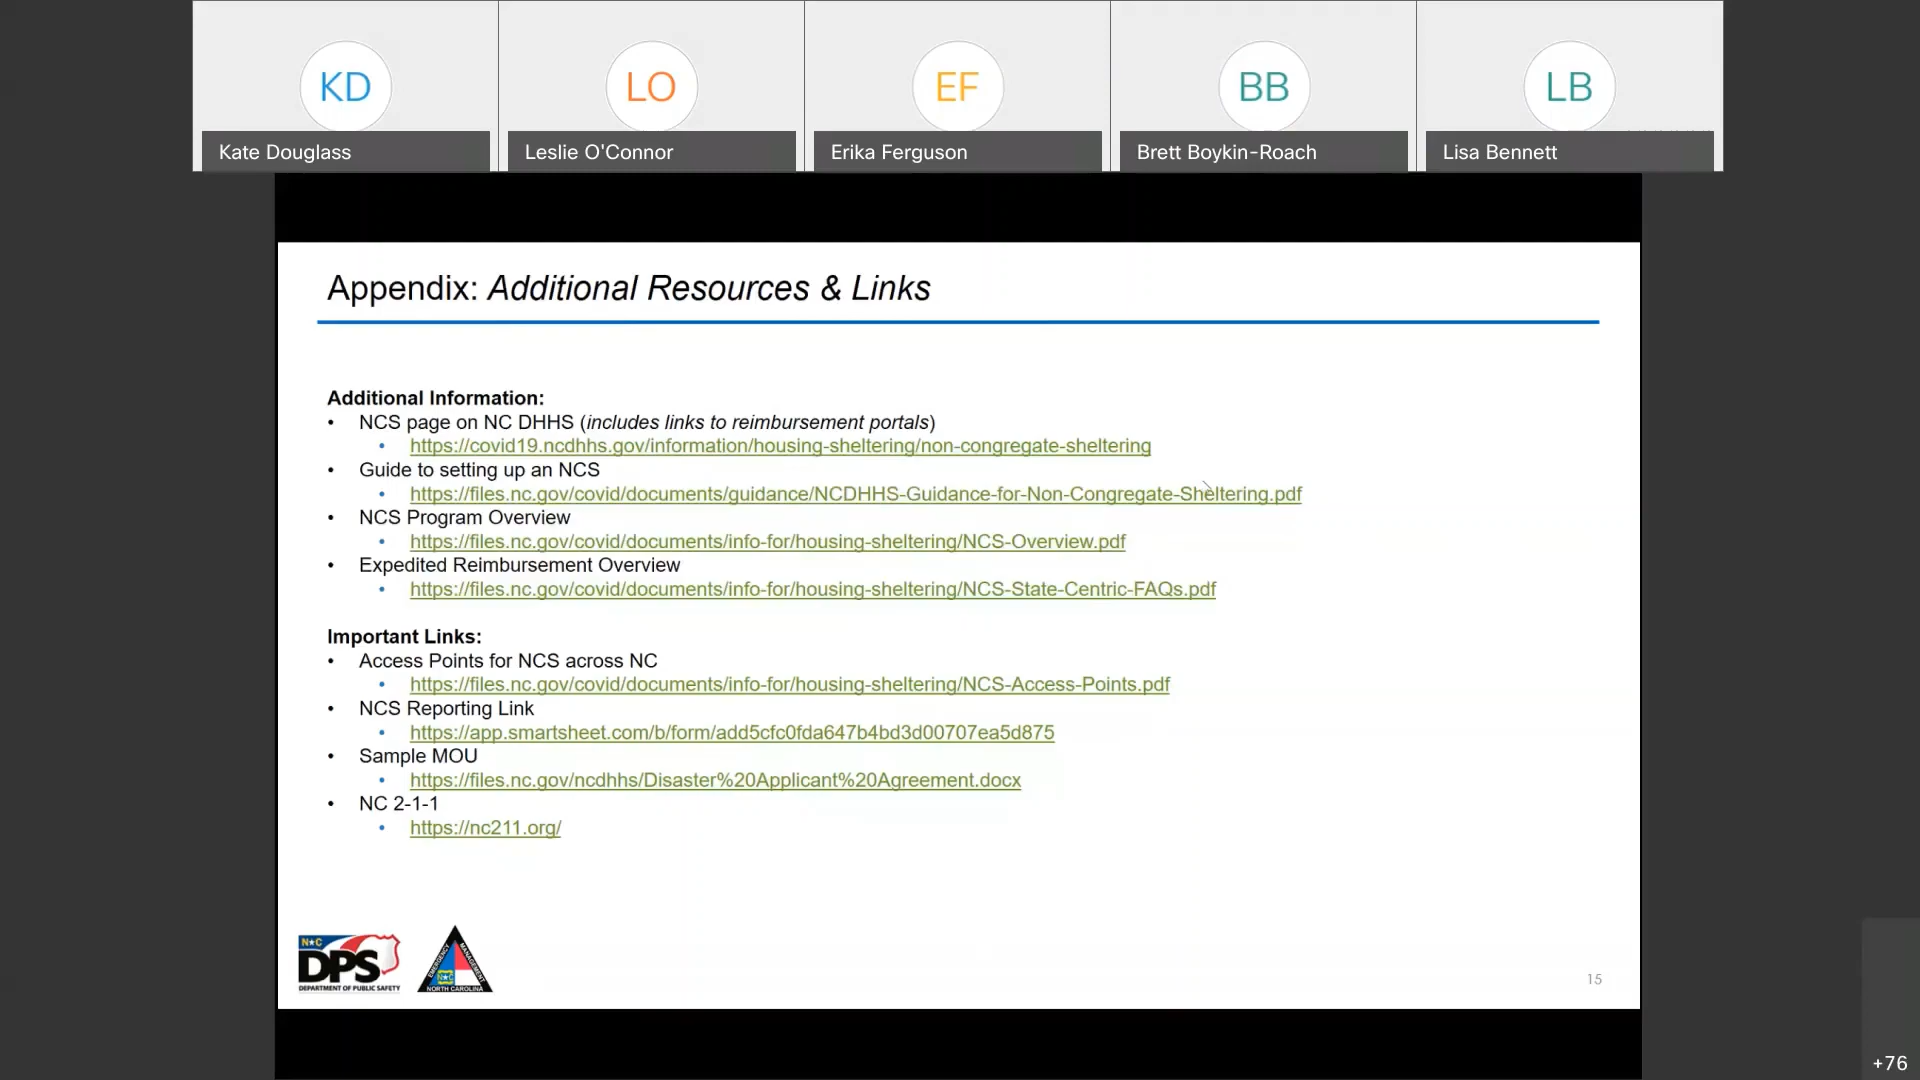 KD
LO
EF
BB
LB
Kate Douglass
Leslie O'Connor
Erika Ferguson
Brett Boykin-Roach
Lisa Bennett
Appendix: Additional Resources & Links
Additional Information:
• NCS page on NC DHHS (includes links to reimbursement portals)
• https://covid19.ncdhhs.gov/information/housing-sheltering/non-congregate-sheltering
• Guide to setting up an NCS
• https://files.nc.gov/covid/documents/guidance/NCDHHS-Guidance-for-Non-Congregate-Sheltering.pdf
• NCS Program Overview
• https://files.nc.gov/covid/documents/info-for/housing-sheltering/NCS-Overview.pdf
• Expedited Reimbursement Overview
• https://files.nc.gov/covid/documents/info-for/housing-sheltering/NCS-State-Centric-FAQs.pdf
Important Links:
• Access Points for NCS across NC
• https://files.nc.gov/covid/documents/info-for/housing-sheltering/NCS-Access-Points.pdf
• NCS Reporting Link
• https://app.smartsheet.com/b/form/add5cfc0fda647b4bd3d00707ea5d875
• Sample MOU
• https://files.nc.gov/ncdhhs/Disaster%20Applicant%20Agreement.docx
• NC 2-1-1
• https://nc211.org/
N★C
DPS
DEPARTMENT OF PUBLIC SAFETY
EMERGENCY
MANAGEMENT
N★C
NORTH CAROLINA
15
+76